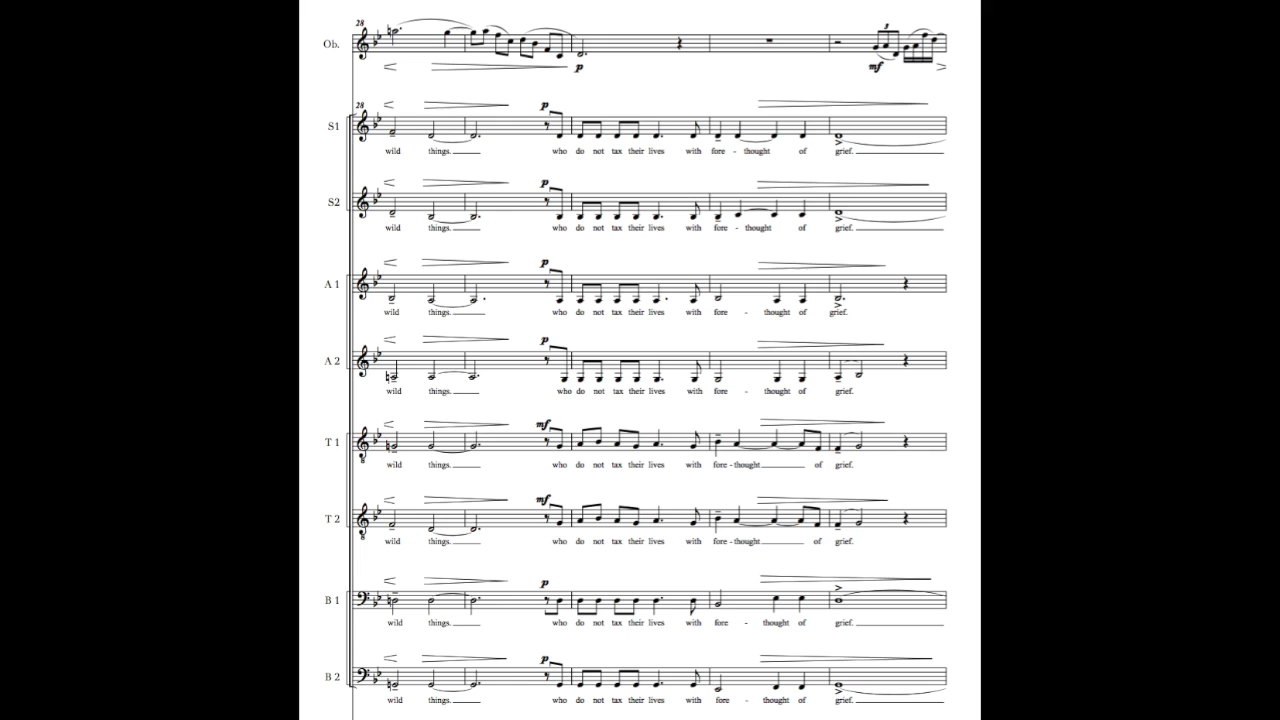 28
Ob.
3
p
mf
28
p
S1
wild things. who do not tax their lives with fore - thought of grief.
p
S2
wild things. who do not tax their lives with fore - thought of grief.
p
A 1
wild things. who do not tax their lives with fore - thought of grief.
p
A 2
wild things. who do not tax their lives with fore - thought of grief.
mf
T 1
8
wild things. who do not tax their lives with fore - thought of grief.
mf
T 2
8
wild things. who do not tax their lives with fore - thought of grief.
p
B 1
wild things. who do not tax their lives with fore - thought of grief.
p
B 2
wild things. who do not tax their lives with fore - thought of grief.